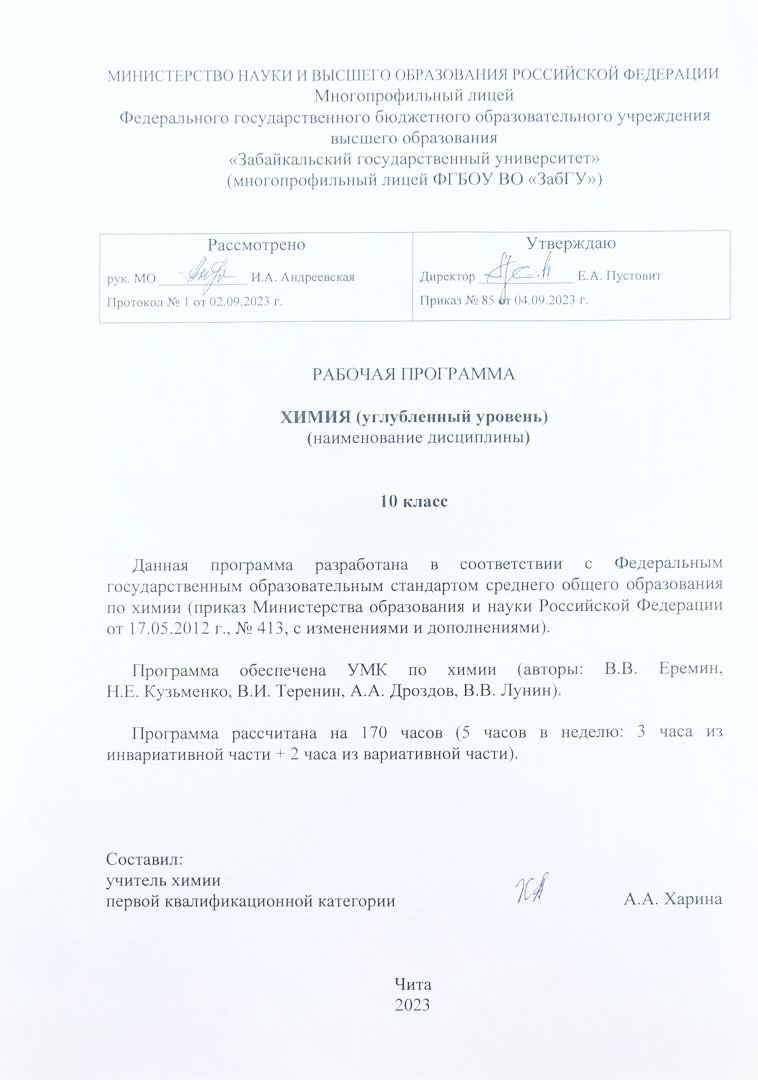 МИНИСТЕРСТВО НАУКИ И ВЫСШЕГО ОБРАЗОВАНИЯ РОССИЙСКОЙ ФЕДЕРАЦИИ
Многопрофильный лицей
Федерального государственного бюджетного образовательного учреждения
высшего образования
«Забайкальский государственный университет»
(многопрофильный лицей ФГБОУ ВО «ЗабГУ»)
Рассмотрено
рук. МО ______________ И.А. Андреевская
Протокол № 1 от 02.09.2023 г.
Утверждаю
Директор _______________ Е.А. Пустовит
Приказ № 85 от 04.09.2023 г.
РАБОЧАЯ ПРОГРАММА
ХИМИЯ (углубленный уровень)
(наименование дисциплины)
10 класс
Данная программа разработана в соответствии с Федеральным
государственным образовательным стандартом среднего общего образования
по химии (приказ Министерства образования и науки Российской Федерации
от 17.05.2012 г., № 413, с изменениями и дополнениями).
Программа обеспечена УМК по химии (авторы: В.В. Еремин,
Н.Е. Кузьменко, В.И. Теренин, А.А. Дроздов, В.В. Лунин).
Программа рассчитана на 170 часов (5 часов в неделю: 3 часа из
инвариативной части + 2 часа из вариативной части).
Составил:
учитель химии
первой квалификационной категории А.А. Харина
Чита
2023